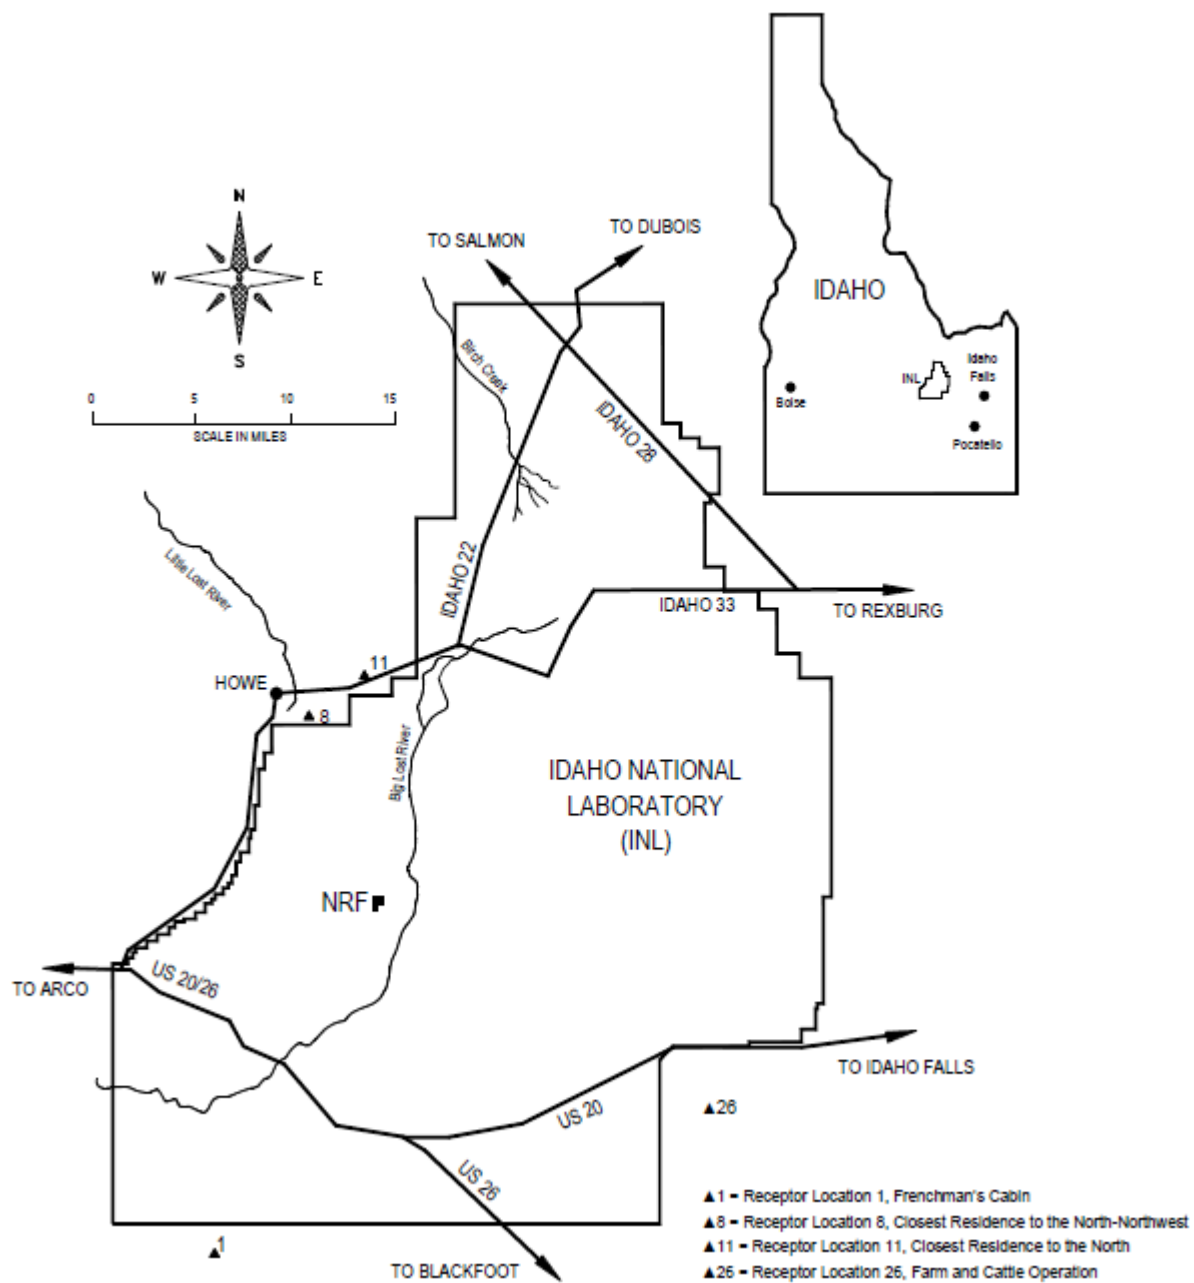 N
W
E
S
0 5 10 15
SCALE IN MILES
TO SALMON
TO DUBOIS
IDAHO
INL
Idaho
Falls
Boise
Pocatello
Birch Creek
IDAHO 28
Little Lost River
IDAHO 22
IDAHO 33
TO REXBURG
11
HOWE
8
Big Lost River
IDAHO NATIONAL
LABORATORY
(INL)
NRF
TO ARCO
US 20/26
TO IDAHO FALLS
US 20
▲26
US 26
1
TO BLACKFOOT
▲1 - Receptor Location 1, Frenchman's Cabin
▲8 - Receptor Location 8, Closest Residence to the North-Northwest
▲11 - Receptor Location 11, Closest Residence to the North
▲26 - Receptor Location 26, Farm and Cattle Operation